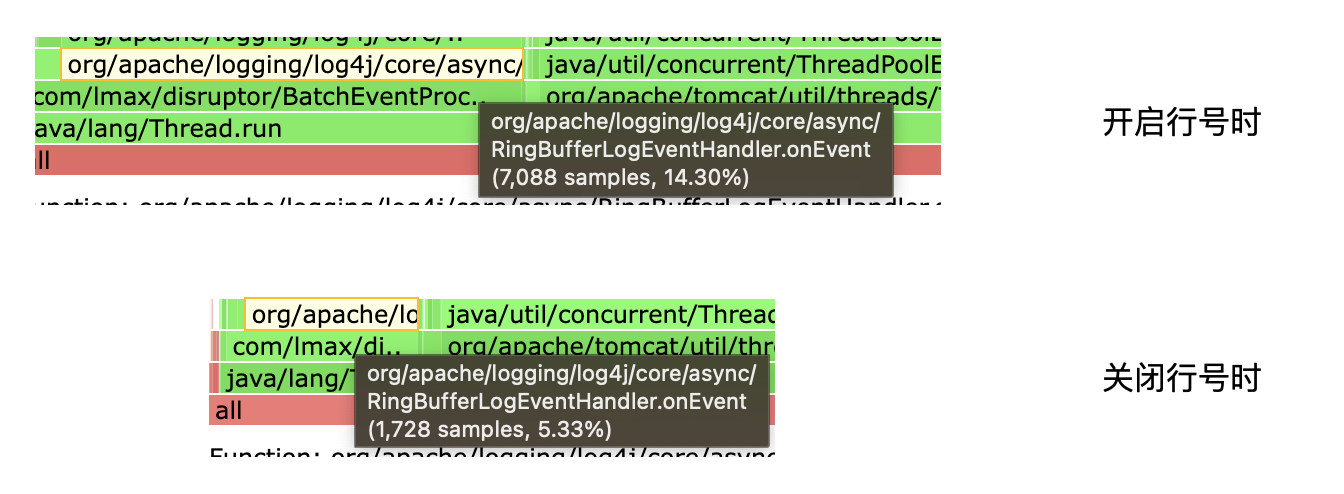 org/apache/logging/log4j/core/..
java/util/concurrent/ThreadPoolE
org/apache/logging/log4j/core/async/
java/util/concurrent/ThreadPoolE
com/lmax/disruptor/BatchEventProc..
org/apache/tomcat/util/threads/T
ava/lang/Thread.run
ll
org/apache/logging/log4j/core/async/
RingBufferLogEventHandler.onEvent
(7,088 samples, 14.30%)
unction: org/apache/logging/log4j/core/async/RingBufferLogEventHandler.
开启行号时
org/apache/lo
java/util/concurrent/Thread
com/lmax/di..
org/apache/tomcat/util/thr
java/lang/T
all
org/apache/logging/log4j/core/async/
RingBufferLogEventHandler.onEvent
(1,728 samples, 5.33%)
Function: org/apache/logging/log4j/core/async
关闭行号时